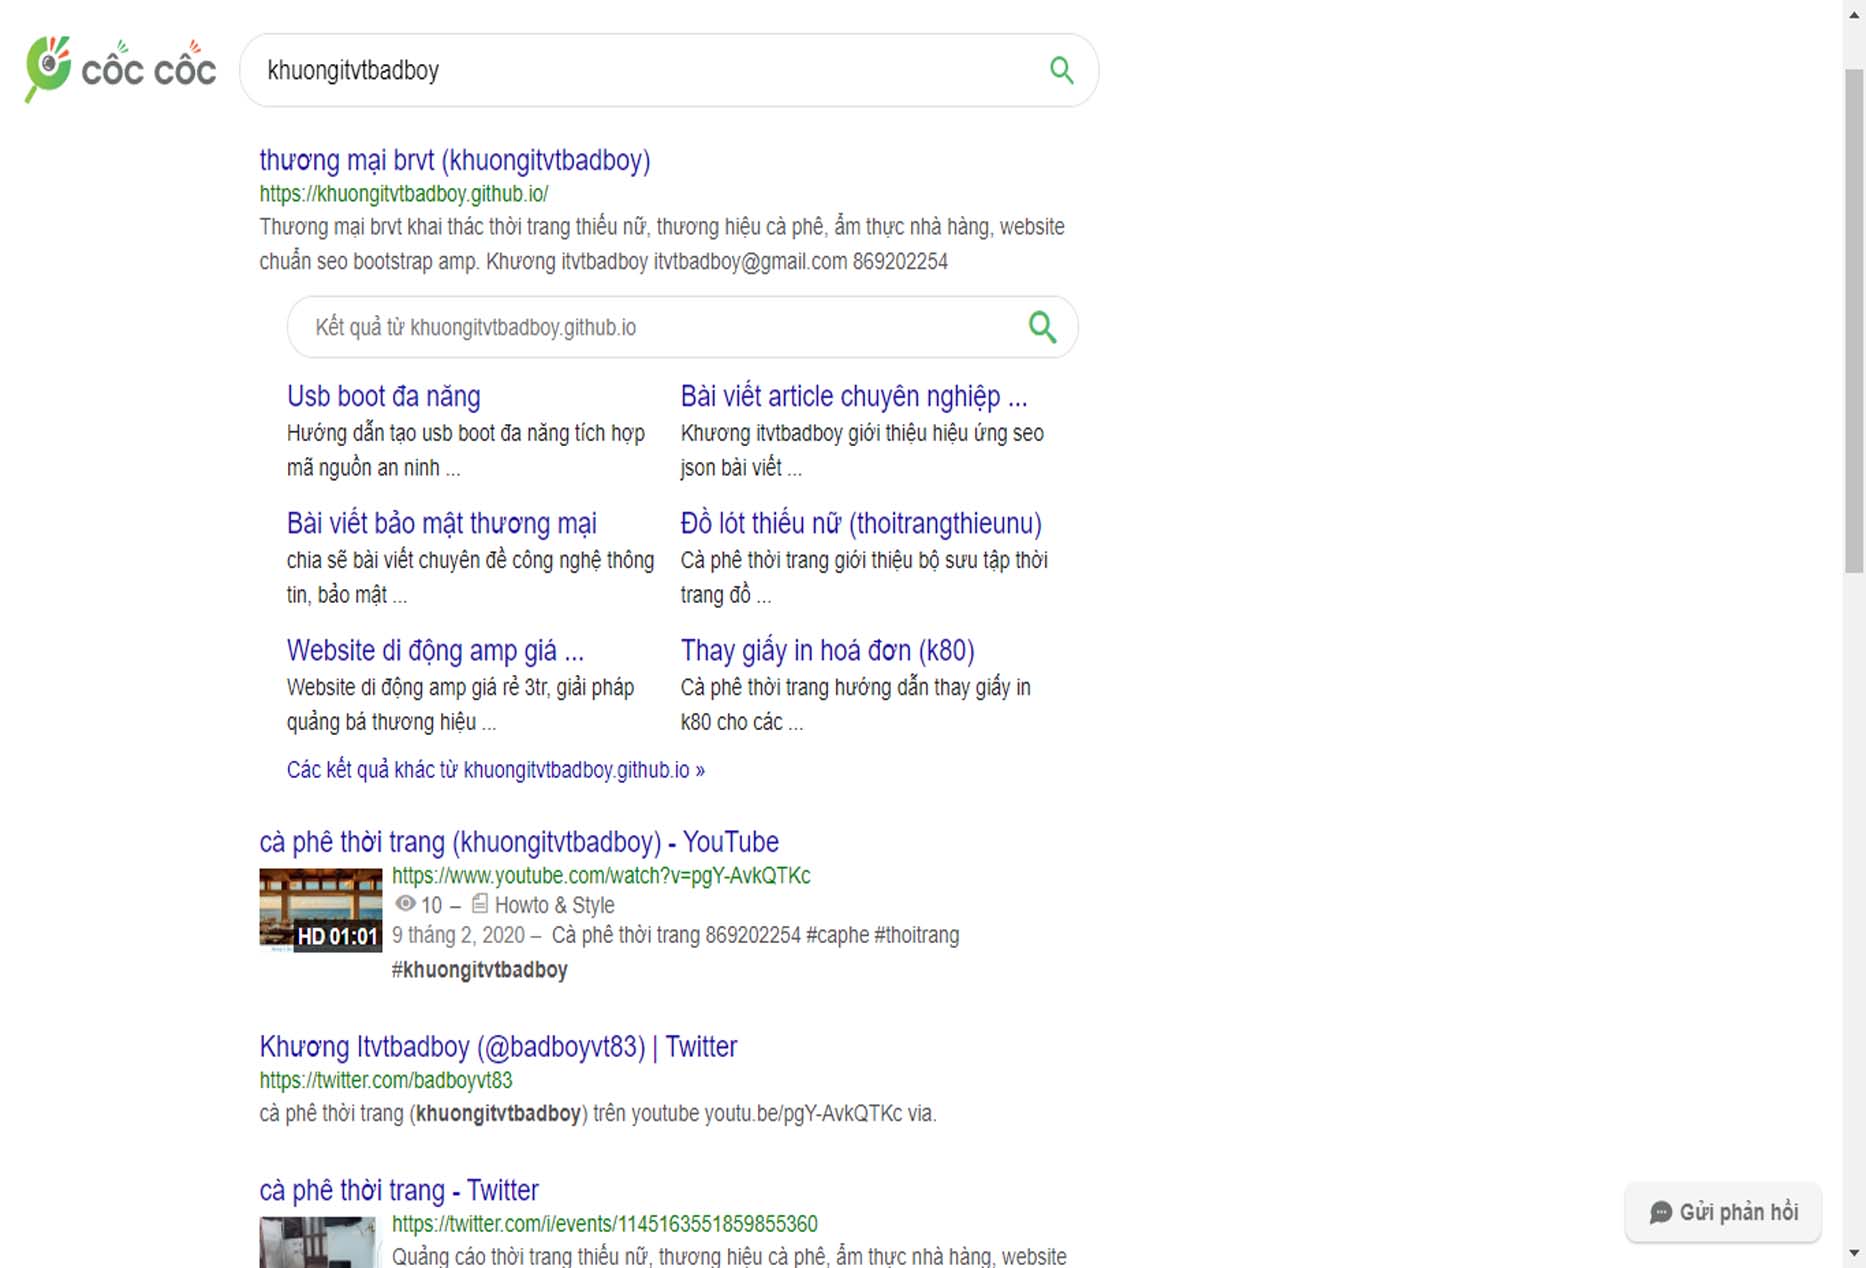 cốc cốc
khuongitvtbadboy
thương mại brvt (khuongitvtbadboy)
https://khuongitvtbadboy.github.io/
Thương mại brvt khai thác thời trang thiếu nữ, thương hiệu cà phê, ẩm thực nhà hàng, website
chuẩn seo bootstrap amp. Khương itvtbadboy itvtbadboy@gmail.com 869202254
Kết quả từ khuongitvtbadboy.github.io
Usb boot đa năng
Hướng dẫn tạo usb boot đa năng tích hợp
mã nguồn an ninh ...
Bài viết article chuyên nghiệp ...
Khương itvtbadboy giới thiệu hiệu ứng seo
json bài viết ...
Bài viết bảo mật thương mại
chia sẽ bài viết chuyên đề công nghệ thông
tin, bảo mật ...
Đồ lót thiếu nữ (thoitrangthieunu)
Cà phê thời trang giới thiệu bộ sưu tập thời
trang đồ ...
Website di động amp giá ...
Website di động amp giá rẻ 3tr, giải pháp
quảng bá thương hiệu ...
Thay giấy in hoá đơn (k80)
Cà phê thời trang hướng dẫn thay giấy in
k80 cho các ...
Các kết quả khác từ khuongitvtbadboy.github.io »
cà phê thời trang (khuongitvtbadboy) - YouTube
https://www.youtube.com/watch?v=pgY-AvkQTKc
10 – Howto & Style
HD 01:01
9 tháng 2, 2020 – Cà phê thời trang 869202254 #caphe #thoitrang
#khuongitvtbadboy
Khương Itvtbadboy (@badboyvt83) | Twitter
https://twitter.com/badboyvt83
cà phê thời trang (khuongitvtbadboy) trên youtube youtu.be/pgY-AvkQTKc via.
cà phê thời trang - Twitter
https://twitter.com/i/events/1145163551859855360
Quảng cáo thời trang thiếu nữ, thương hiệu cà phê, ẩm thực nhà hàng, website
Gửi phản hồi